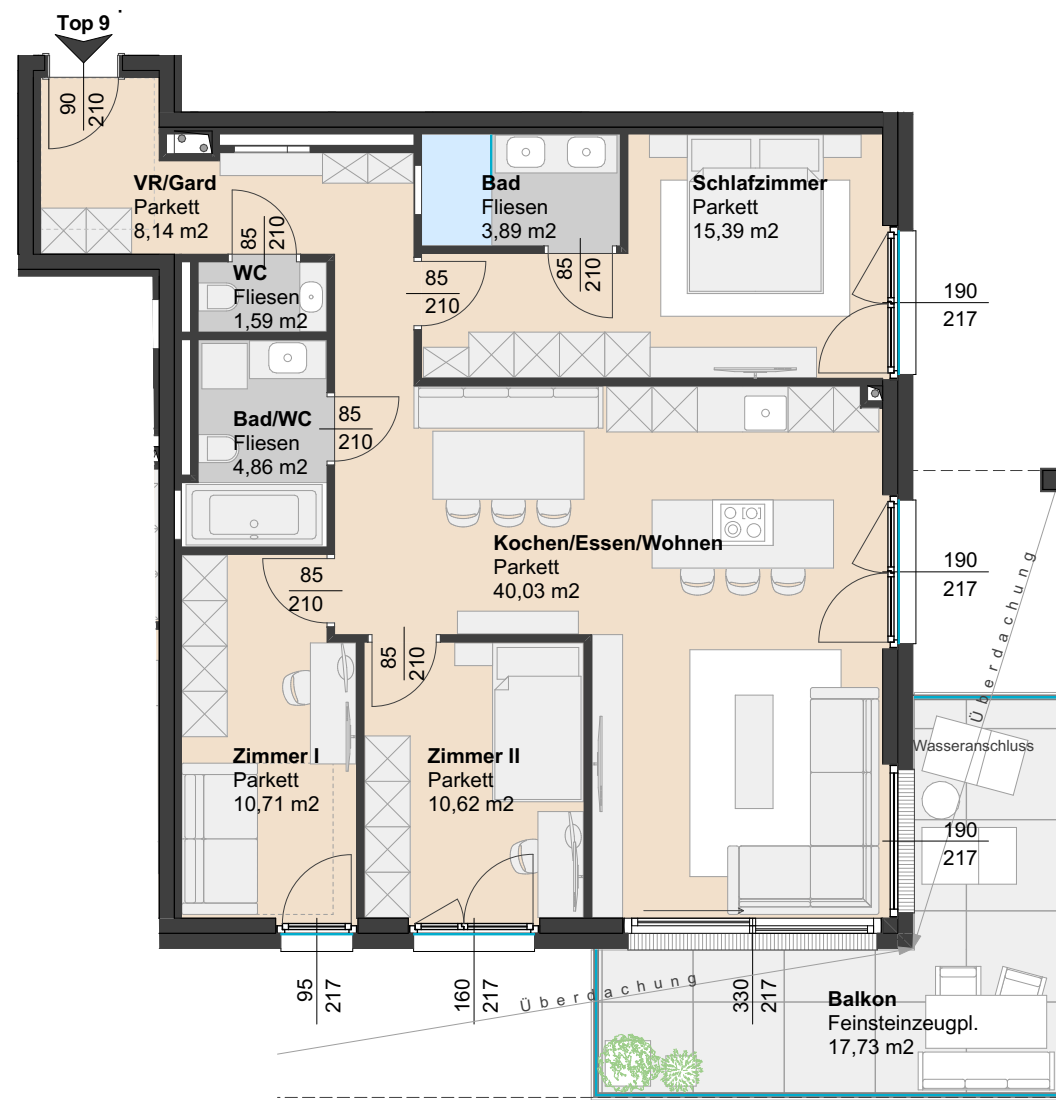 Top 9
90
210
VR/Gard
Parkett
8,14 m2
85
210
Bad
Fliesen
3,89 m2
85
210
Schlafzimmer
Parkett
15,39 m2
WC
Fliesen
1,59 m2
85
210
190
217
Bad/WC
Fliesen
4,86 m2
85
210
Kochen/Essen/Wohnen
Parkett
40,03 m2
190
217
85
210
85
210
Überdachung
Zimmer I
Parkett
10,71 m2
Zimmer II
Parkett
10,62 m2
Wasseranschluss
190
217
95
217
160
217
Überdachung
330
217
Balkon
Feinsteinzeugpl.
17,73 m2